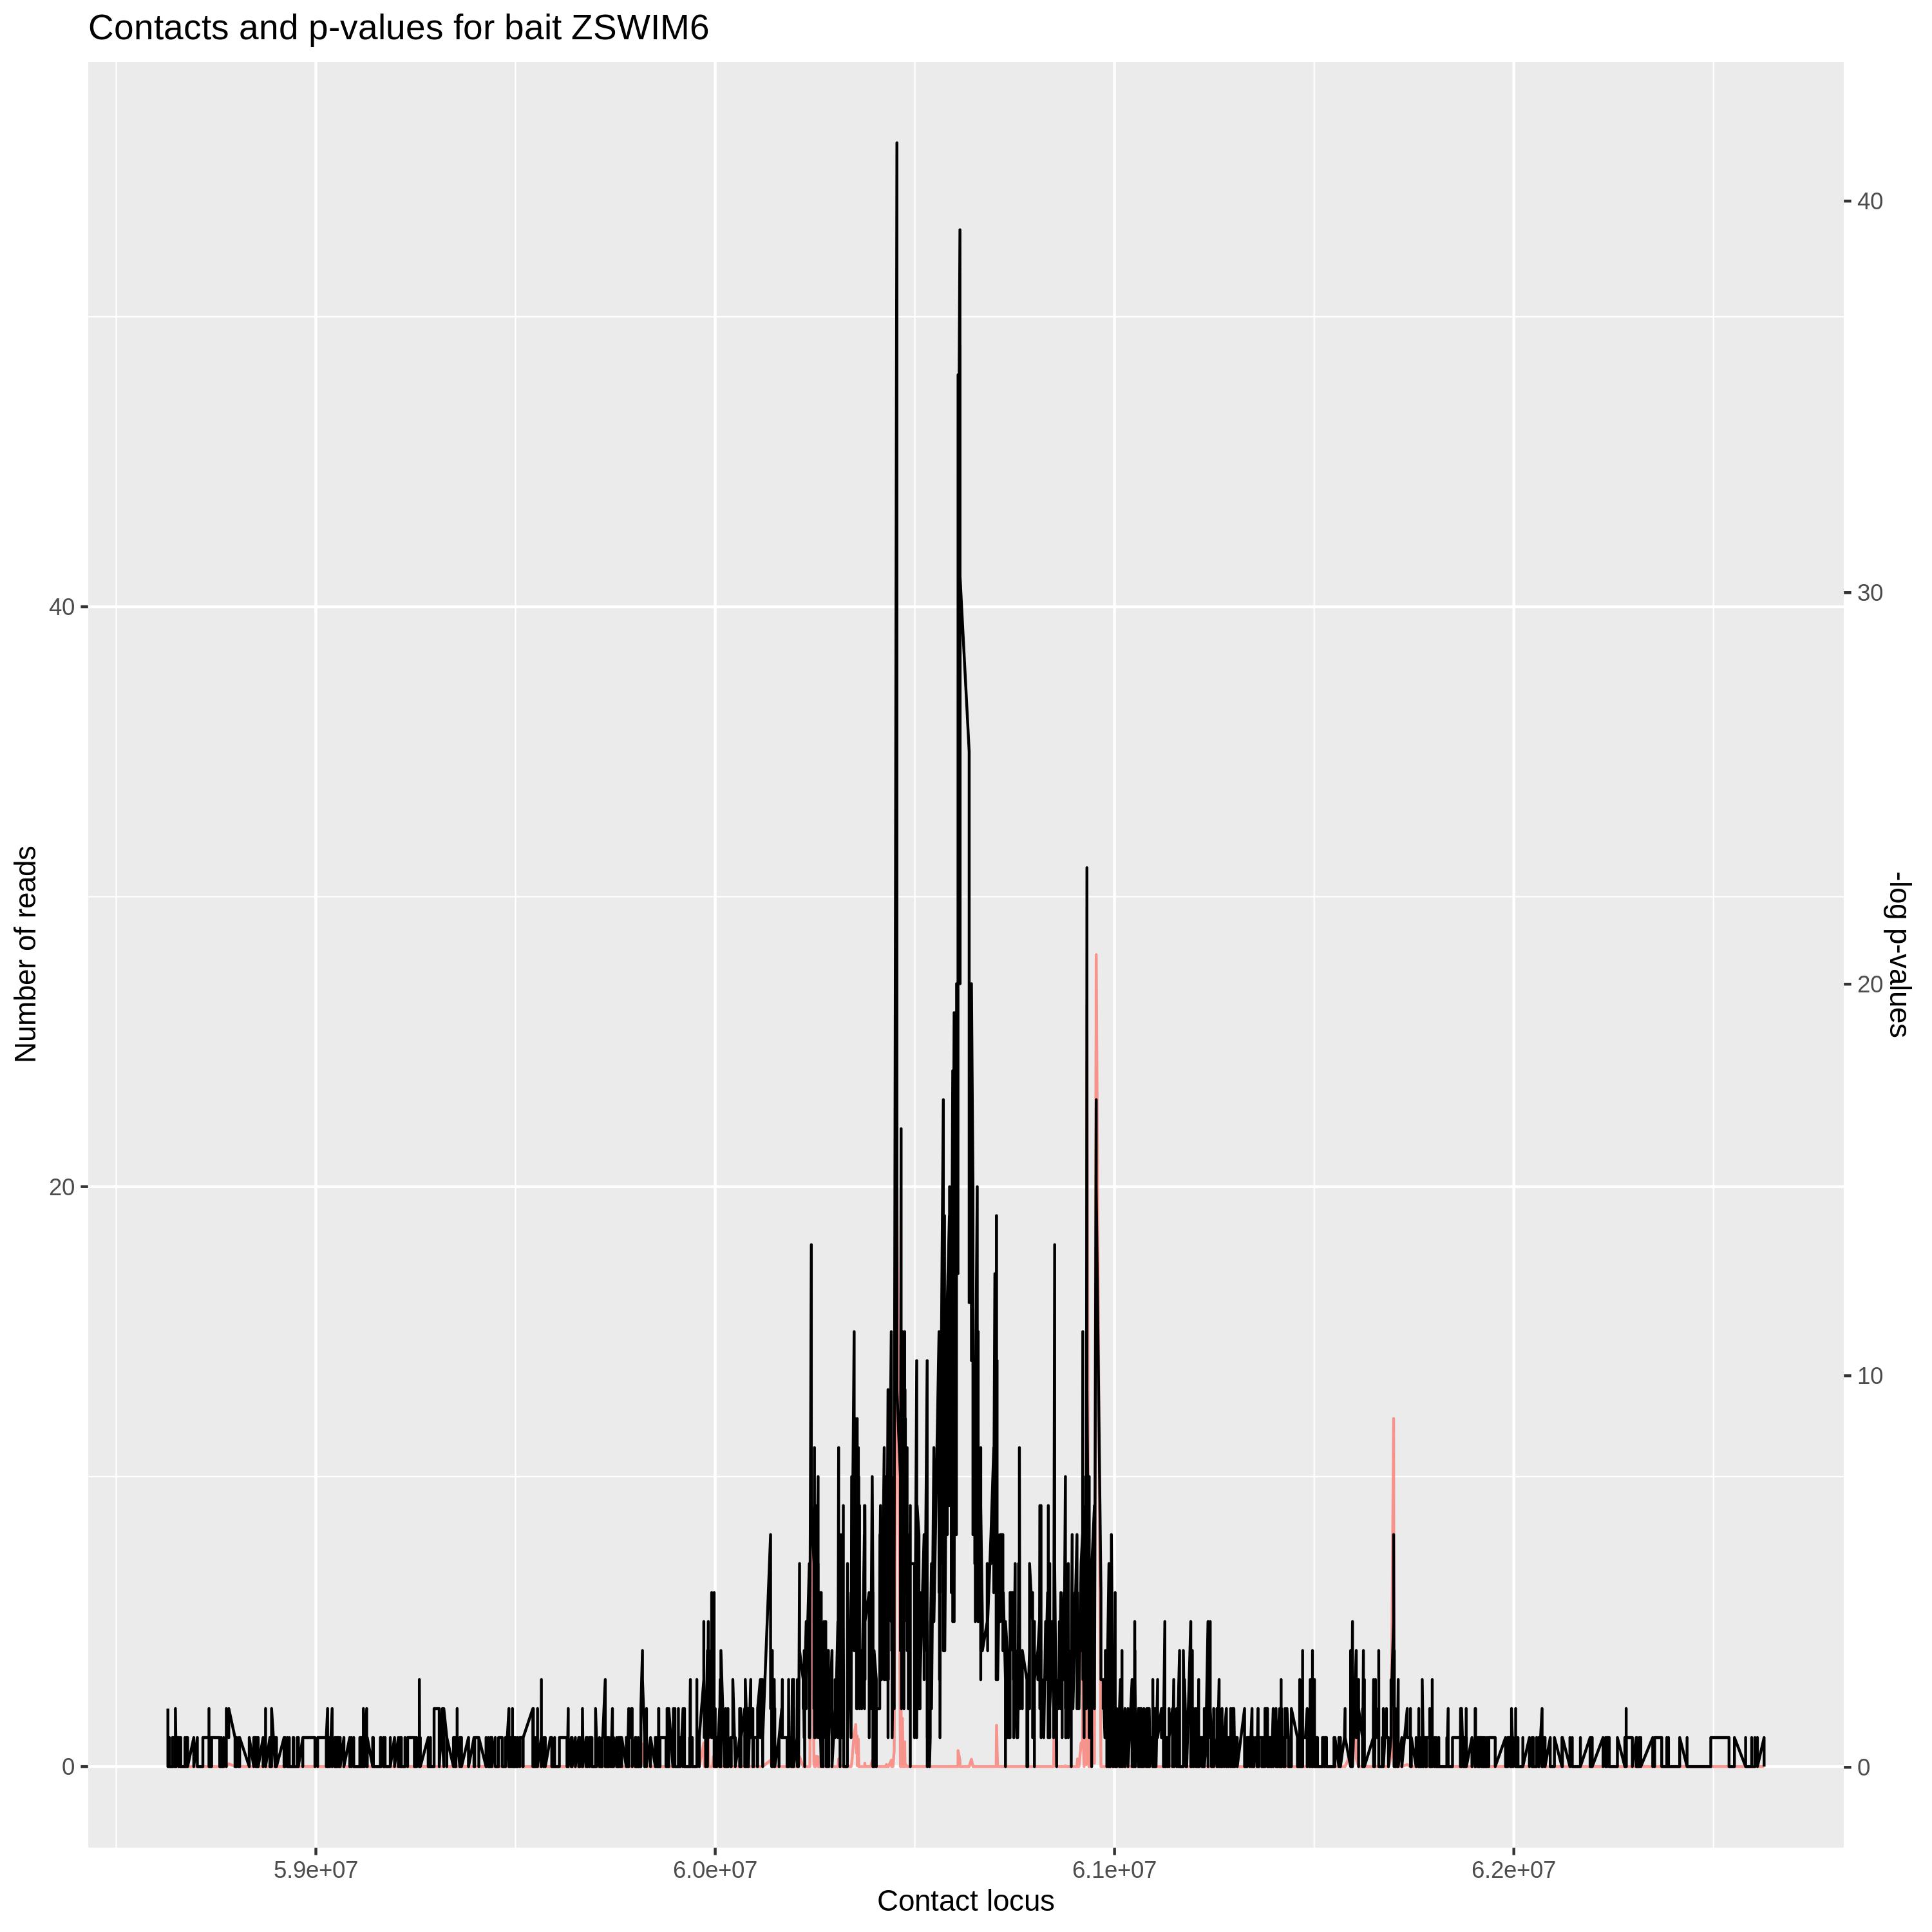 Contacts and p-values for bait ZSWIM6
Number of reads
40
20
0
40
30
20
10
0
-log p-values
5.9e+07
6.0e+07
6.1e+07
6.2e+07
Contact locus